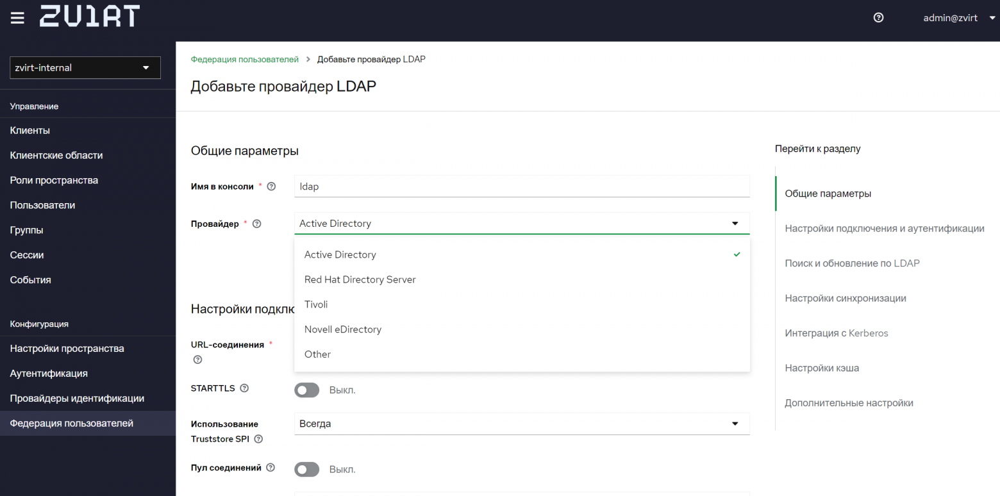 ZV1RT
admin@zvirt
zvirt-internal
Управление
Клиенты
Клиентские области
Роли пространства
Пользователи
Группы
Сессии
События
Конфигурация
Настройки пространства
Аутентификация
Провайдеры идентификации
Федерация пользователей
Федерация пользователей > Добавьте провайдер LDAP
Добавьте провайдер LDAP
Общие параметры
Имя в консоли * ldap
Провайдер * Active Directory
Active Directory
Red Hat Directory Server
Tivoli
Novell eDirectory
Other
Настройки подклю
URL-соединения *
STARTTLS Выкл.
Использование
Truststore SPI
Всегда
Пул соединений Выкл.
Перейти к разделу
Общие параметры
Настройки подключения и аутентификации
Поиск и обновление по LDAP
Настройки синхронизации
Интеграция с Kerberos
Настройки кэша
Дополнительные настройки